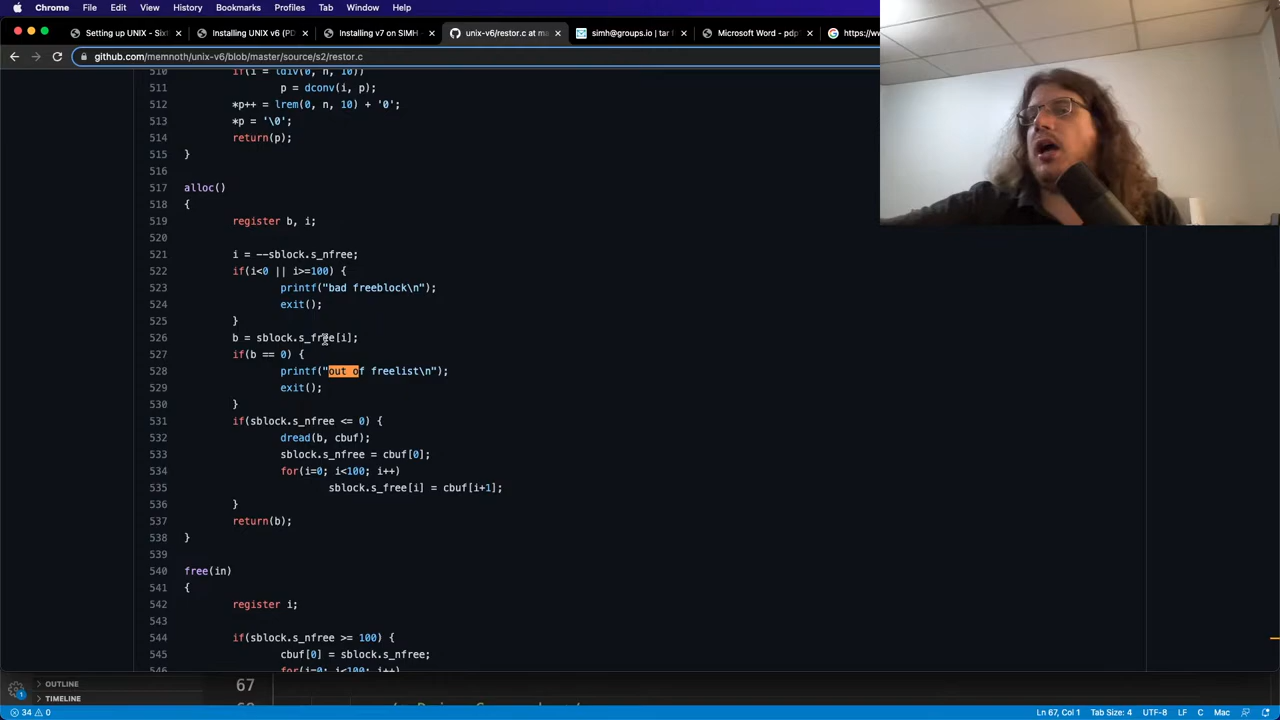 Chrome File Edit View History Bookmarks Profiles Tab Window Help
Setting up UNIX - Sixt
Installing UNIX v6 (PD
Installing v7 on SIMH
unix-v6/restor.c at ma
simh@groups.io | tar
Microsoft Word - pdp
https://ww
github.com/memnoth/unix-v6/blob/master/source/s2/restor.c
510 if(i = ldiv(0, n, 10))
511 p = dconv(i, p);
512 *p++ = lrem(0, n, 10) + '0';
513 *p = '\0';
514 return(p);
515 }
516
517 alloc()
518 {
519 register b, i;
520
521 i = --sblock.s_nfree;
522 if(i<0 || i>=100) {
523 printf("bad freeblock\n");
524 exit();
525 }
526 b = sblock.s_free[i];
527 if(b == 0) {
528 printf("out of freelist\n");
529 exit();
530 }
531 if(sblock.s_nfree <= 0) {
532 dread(b, cbuf);
533 sblock.s_nfree = cbuf[0];
534 for(i=0; i<100; i++)
535 sblock.s_free[i] = cbuf[i+1];
536 }
537 return(b);
538 }
539
540 free(in)
541 {
542 register i;
543
544 if(sblock.s_nfree >= 100) {
545 cbuf[0] = sblock.s_nfree;
546 for(i=0; i<100; i++)
OUTLINE
TIMELINE
67
34 0 Ln 67, Col 1 Tab Size: 4 UTF-8 LF C Mac